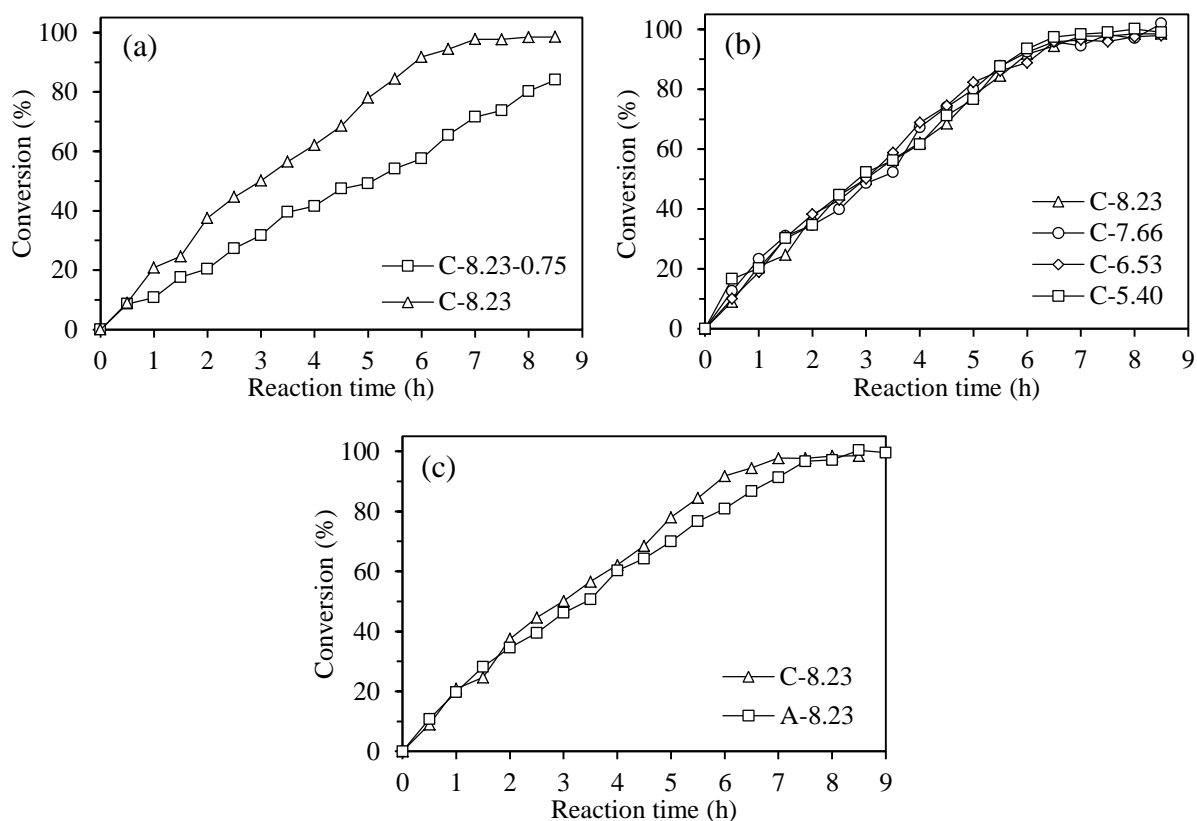 (a)
Conversion (%)
100
80
60
40
20
0
C-8.23-0.75
C-8.23
0 1 2 3 4 5 6 7 8 9
Reaction time (h)
(b)
Conversion (%)
100
80
60
40
20
0
C-8.23
C-7.66
C-6.53
C-5.40
0 1 2 3 4 5 6 7 8 9
Reaction time (h)
(c)
Conversion (%)
100
80
60
40
20
0
C-8.23
A-8.23
0 1 2 3 4 5 6 7 8 9
Reaction time (h)